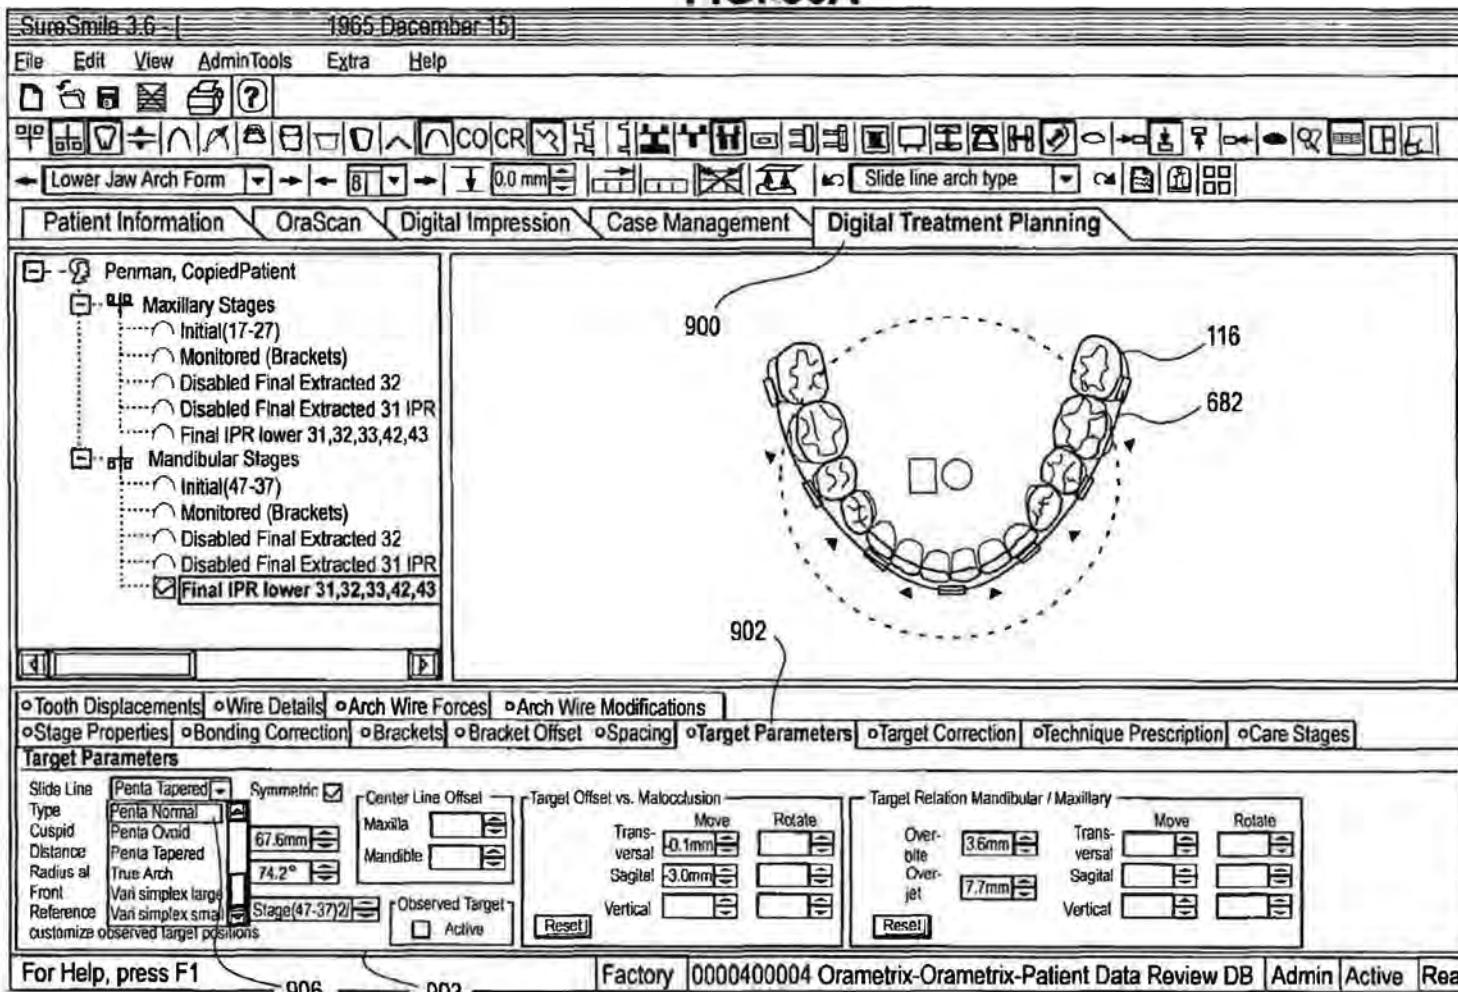 SureSmile 3.6 - [ 1965 December 15]
File Edit View AdminTools Extra Help
CO CR
Lower Jaw Arch Form 8 0.0 mm Slide line arch type
Patient Information OraScan Digital Impression Case Management Digital Treatment Planning
Penman, CopiedPatient
Maxillary Stages
Initial(17-27)
Monitored (Brackets)
Disabled Final Extracted 32
Disabled Final Extracted 31 IPR
Final IPR lower 31,32,33,42,43
Mandibular Stages
Initial(47-37)
Monitored (Brackets)
Disabled Final Extracted 32
Disabled Final Extracted 31 IPR
Final IPR lower 31,32,33,42,43
900
116
682
902
Tooth Displacements Wire Details Arch Wire Forces Arch Wire Modifications
Stage Properties Bonding Correction Brackets Bracket Offset Spacing Target Parameters Target Correction Technique Prescription Care Stages
Target Parameters
Slide Line Penta Tapered Symmetric
Type Penta Normal
Cuspid Penta Ovoid 67.6mm
Distance Penta Tapered
Radius al True Arch 74.2°
Front Vari simplex large
Reference Vari simplex small Stage(47-37)2/
customize observed target positions
Center Line Offset
Maxilla
Mandible
Observed Target
Active
Target Offset vs. Malocclusion
Move Rotate
Trans-
versal -0.1mm
Sagital -3.0mm
Vertical
Reset
Target Relation Mandibular / Maxillary
Move Rotate
Over-
bite 3.6mm
Over-
jet 7.7mm
Trans-
versal
Sagital
Vertical
Reset
For Help, press F1 Factory 0000400004 Orametrix-Orametrix-Patient Data Review DB Admin Active Rea
906